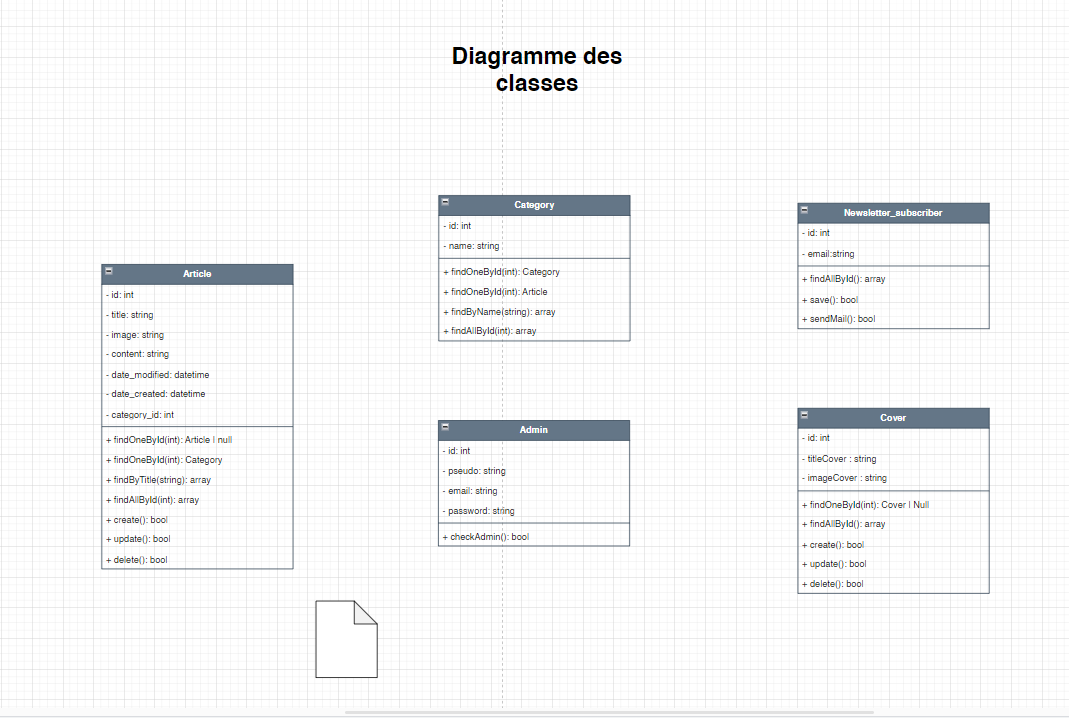 Diagramme des
classes
Article
- id: int
- title: string
- image: string
- content: string
- date_modified: datetime
- date_created: datetime
- category_id: int
+ findOneById(int): Article | null
+ findOneById(int): Category
+ findByTitle(string): array
+ findAllById(int): array
+ create(): bool
+ update(): bool
+ delete(): bool
Category
- id: int
- name: string
+ findOneById(int): Category
+ findOneById(int): Article
+ findByName(string): array
+ findAllById(int): array
Admin
- id: int
- pseudo: string
- email: string
- password: string
+ checkAdmin(): bool
Newsletter_subscriber
- id: int
- email:string
+ findAllById(): array
+ save(): bool
+ sendMail(): bool
Cover
- id: int
- titleCover : string
- imageCover : string
+ findOneById(int): Cover | Null
+ findAllById(): array
+ create(): bool
+ update(): bool
+ delete(): bool